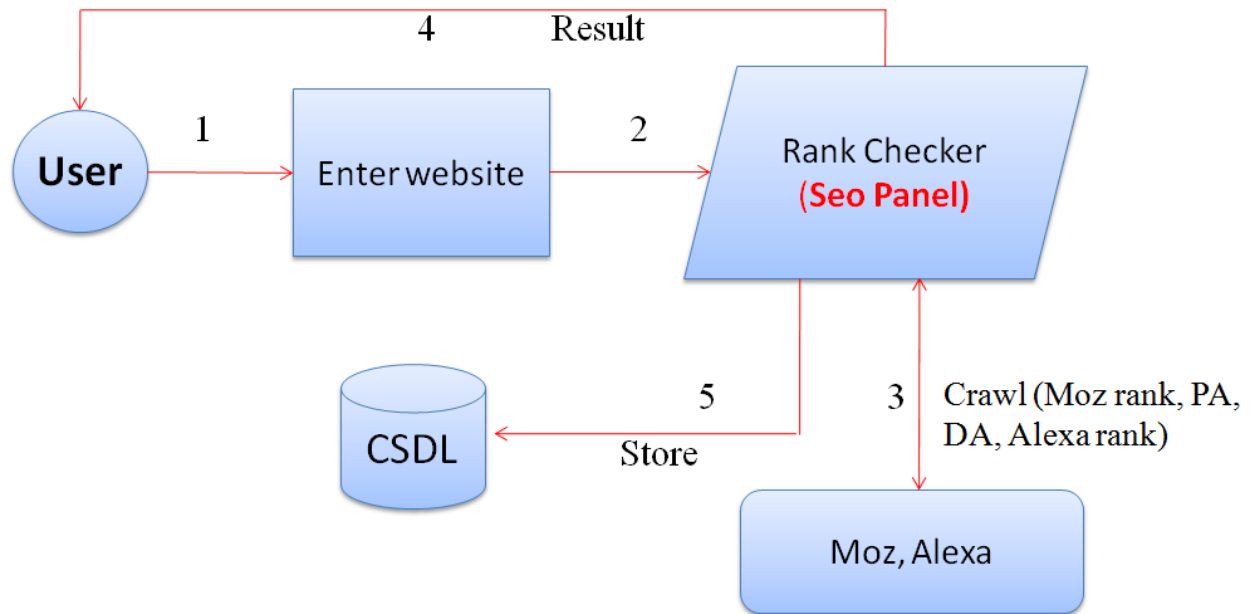 4 Result
1
2
User
Enter website
Rank Checker
(Seo Panel)
5
3
Crawl (Moz rank, PA,
DA, Alexa rank)
CSDL
Store
Moz, Alexa